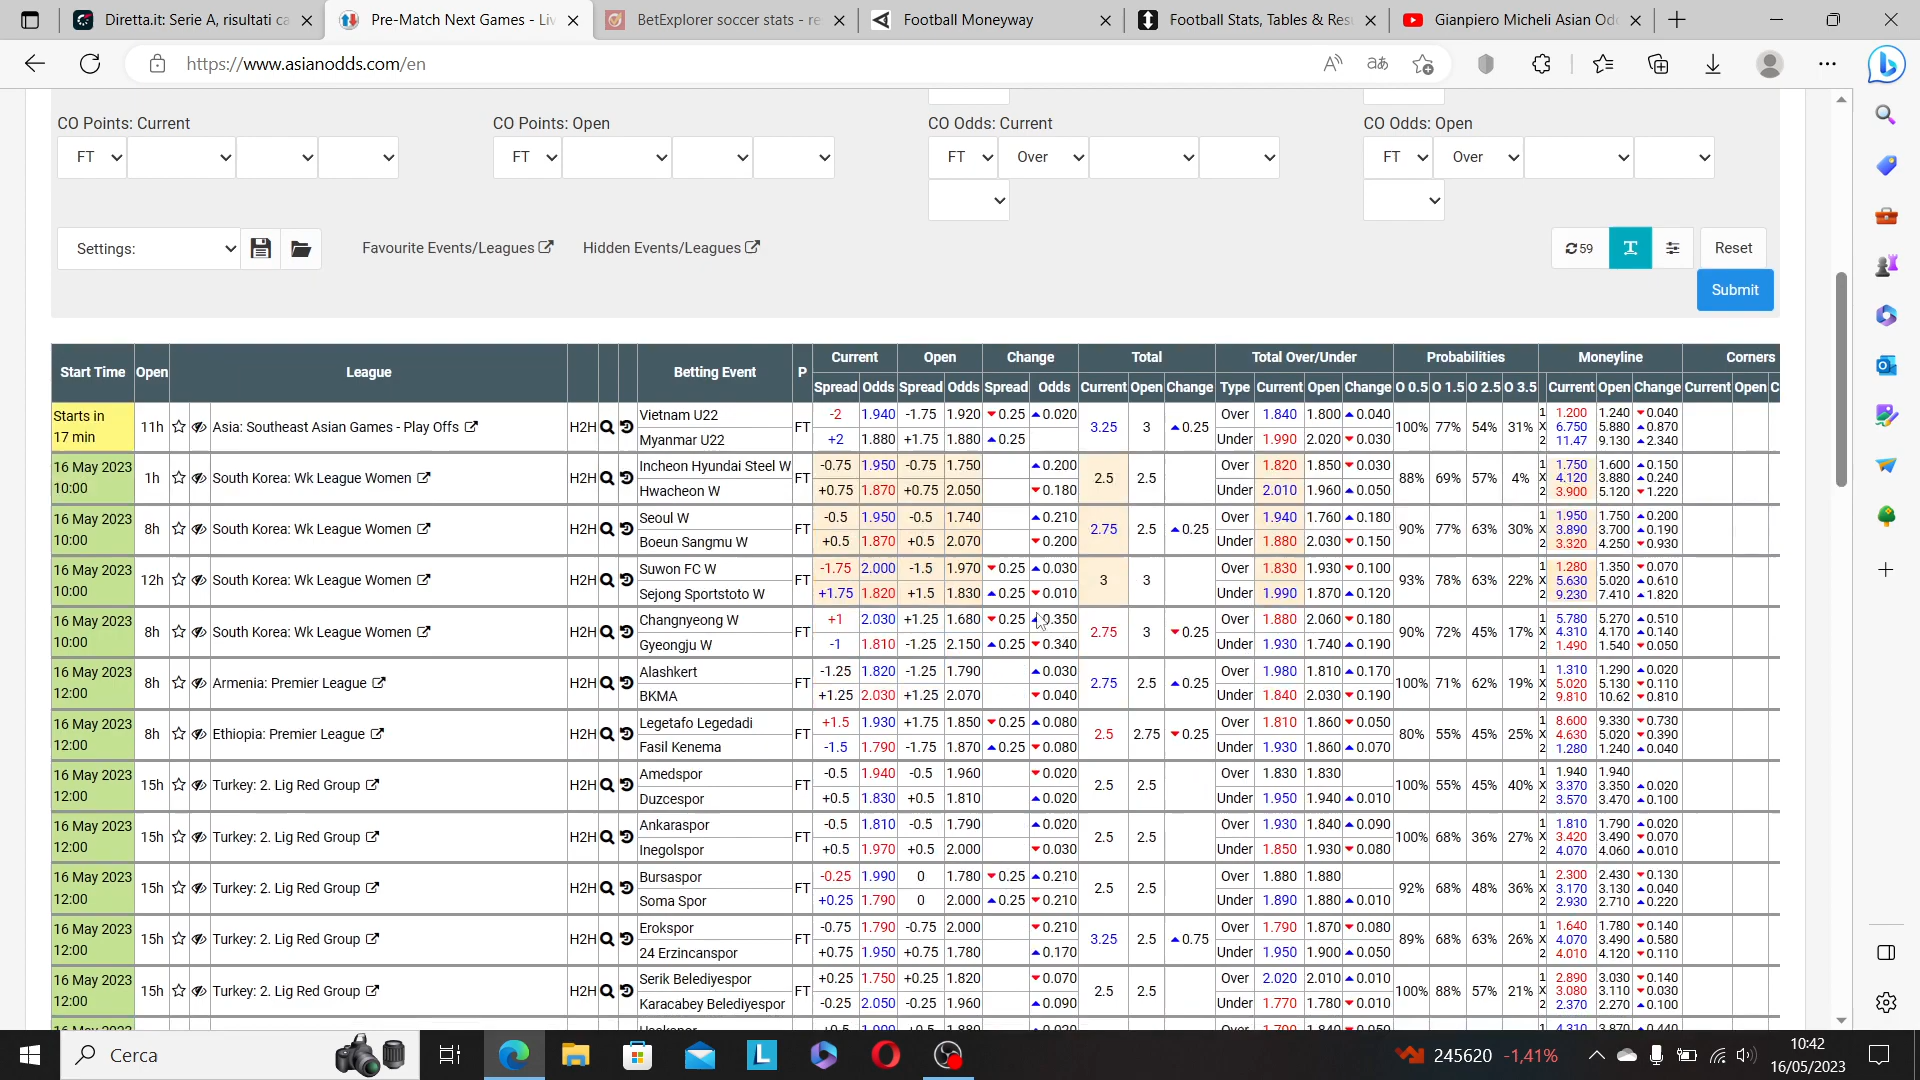 Diretta.it: Serie A, risultati ca
Pre-Match Next Games - Liv
BetExplorer soccer stats - re
Football Moneyway
Football Stats, Tables & Res
Gianpiero Micheli Asian Od
https://www.asianodds.com/en
CO Points: Current CO Points: Open CO Odds: Current CO Odds: Open
FT FT FT Over FT Over
Settings: Favourite Events/Leagues Hidden Events/Leagues 59 Reset
Submit
Current Open Change Total Total Over/Under Probabilities Moneyline Corners
Start Time Open League Betting Event P
Spread Odds Spread Odds Spread Odds Current Open Change Type Current Open Change O 0.5 O 1.5 O 2.5 O 3.5 Current Open Change Current Open C
Starts in 17 min 11h Asia: Southeast Asian Games - Play Offs H2H FT 3.25 3 0.25 100% 77% 54% 31%
Vietnam U22 -2 1.940 -1.75 1.920 0.25 0.020 Over 1.840 1.800 0.040
Myanmar U22 +2 1.880 +1.75 1.880 0.25 Under 1.990 2.020 0.030
1 1.200 1.240 0.040
X 6.750 5.880 0.870
2 11.47 9.130 2.340
16 May 2023 10:00 1h South Korea: Wk League Women H2H FT 2.5 2.5 88% 69% 57% 4%
Incheon Hyundai Steel W -0.75 1.950 -0.75 1.750 0.200 Over 1.820 1.850 0.030
Hwacheon W +0.75 1.870 +0.75 2.050 0.180 Under 2.010 1.960 0.050
1 1.750 1.600 0.150
X 4.120 3.880 0.240
2 3.900 5.120 1.220
16 May 2023 10:00 8h South Korea: Wk League Women H2H FT 2.75 2.5 0.25 90% 77% 63% 30%
Seoul W -0.5 1.950 -0.5 1.740 0.210 Over 1.940 1.760 0.180
Boeun Sangmu W +0.5 1.870 +0.5 2.070 0.200 Under 1.880 2.030 0.150
1 1.950 1.750 0.200
X 3.890 3.700 0.190
2 3.320 4.250 0.930
16 May 2023 10:00 12h South Korea: Wk League Women H2H FT 3 3 93% 78% 63% 22%
Suwon FC W -1.75 2.000 -1.5 1.970 0.25 0.030 Over 1.830 1.930 0.100
Sejong Sportstoto W +1.75 1.820 +1.5 1.830 0.25 0.010 Under 1.990 1.870 0.120
1 1.280 1.350 0.070
X 5.630 5.020 0.610
2 9.230 7.410 1.820
16 May 2023 10:00 8h South Korea: Wk League Women H2H FT 2.75 3 0.25 90% 72% 45% 17%
Changnyeong W +1 2.030 +1.25 1.680 0.25 0.350 Over 1.880 2.060 0.180
Gyeongju W -1 1.810 -1.25 2.150 0.25 0.340 Under 1.930 1.740 0.190
1 5.780 5.270 0.510
X 4.310 4.170 0.140
2 1.490 1.540 0.050
16 May 2023 12:00 8h Armenia: Premier League H2H FT 2.75 2.5 0.25 100% 71% 62% 19%
Alashkert -1.25 1.820 -1.25 1.790 0.030 Over 1.980 1.810 0.170
BKMA +1.25 2.030 +1.25 2.070 0.040 Under 1.840 2.030 0.190
1 1.310 1.290 0.020
X 5.020 5.130 0.110
2 9.810 10.62 0.810
16 May 2023 12:00 8h Ethiopia: Premier League H2H FT 2.5 2.75 0.25 80% 55% 45% 25%
Legetafo Legedadi +1.5 1.930 +1.75 1.850 0.25 0.080 Over 1.810 1.860 0.050
Fasil Kenema -1.5 1.790 -1.75 1.870 0.25 0.080 Under 1.930 1.860 0.070
1 8.600 9.330 0.730
X 4.630 5.020 0.390
2 1.280 1.240 0.040
16 May 2023 12:00 15h Turkey: 2. Lig Red Group H2H FT 2.5 2.5 100% 55% 45% 40%
Amedspor -0.5 1.940 -0.5 1.960 0.020 Over 1.830 1.830
Duzcespor +0.5 1.830 +0.5 1.810 0.020 Under 1.950 1.940 0.010
1 1.940 1.940
X 3.370 3.350 0.020
2 3.570 3.470 0.100
16 May 2023 12:00 15h Turkey: 2. Lig Red Group H2H FT 2.5 2.5 100% 68% 36% 27%
Ankaraspor -0.5 1.810 -0.5 1.790 0.020 Over 1.930 1.840 0.090
Inegolspor +0.5 1.970 +0.5 2.000 0.030 Under 1.850 1.930 0.080
1 1.810 1.790 0.020
X 3.420 3.490 0.070
2 4.070 4.060 0.010
16 May 2023 12:00 15h Turkey: 2. Lig Red Group H2H FT 2.5 2.5 92% 68% 48% 36%
Bursaspor -0.25 1.990 0 1.780 0.25 0.210 Over 1.880 1.880
Soma Spor +0.25 1.790 0 2.000 0.25 0.210 Under 1.890 1.880 0.010
1 2.300 2.430 0.130
X 3.170 3.130 0.040
2 2.930 2.710 0.220
16 May 2023 12:00 15h Turkey: 2. Lig Red Group H2H FT 3.25 2.5 0.75 89% 68% 63% 26%
Erokspor -0.75 1.790 -0.75 2.000 0.210 Over 1.790 1.870 0.080
24 Erzincanspor +0.75 1.950 +0.75 1.780 0.170 Under 1.950 1.900 0.050
1 1.640 1.780 0.140
X 4.070 3.490 0.580
2 4.010 4.120 0.110
16 May 2023 12:00 15h Turkey: 2. Lig Red Group H2H FT 2.5 2.5 100% 88% 57% 21%
Serik Belediyespor +0.25 1.750 +0.25 1.820 0.070 Over 2.020 2.010 0.010
Karacabey Belediyespor -0.25 2.050 -0.25 1.960 0.090 Under 1.770 1.780 0.010
1 2.890 3.030 0.140
X 3.080 3.110 0.030
2 2.370 2.270 0.100
Cerca 245620 -1,41% 10:42
16/05/2023